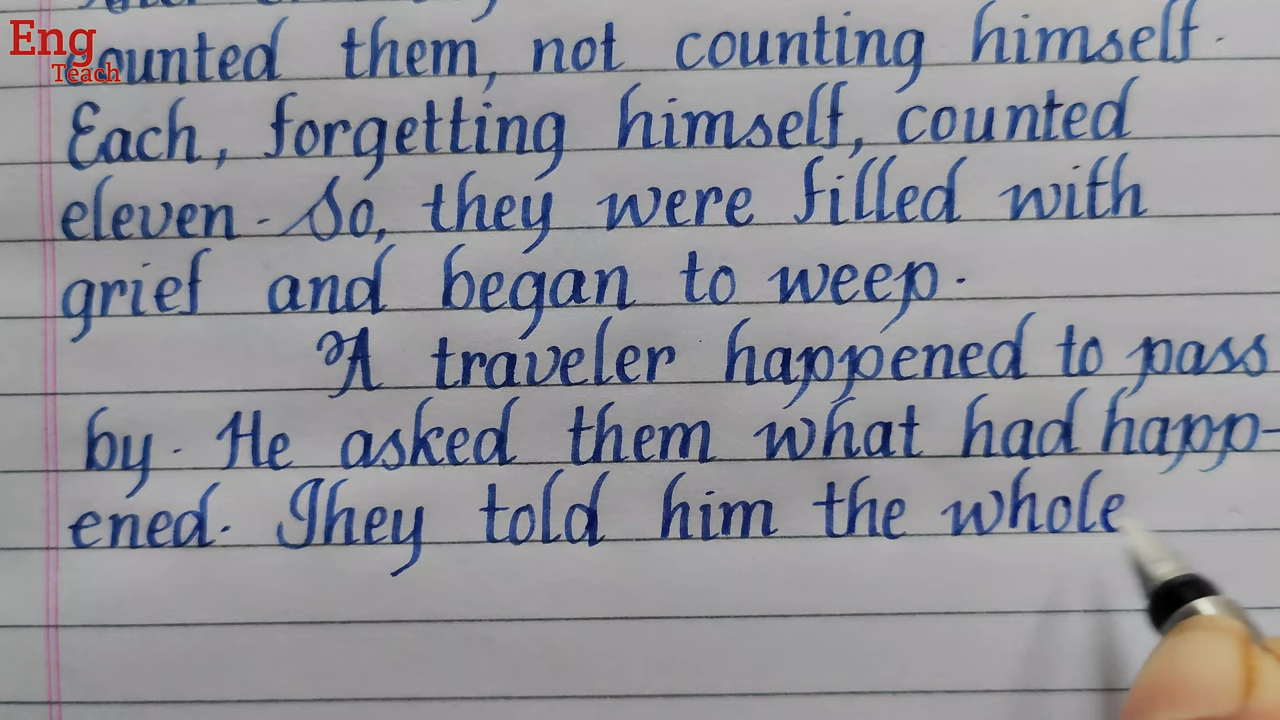 Eng
Teach
counted them, not counting himself.
Each, forgetting himself, counted
eleven. So, they were filled with
grief and began to weep.
A traveler happened to pass
by. He asked them what had happ-
ened. They told him the whole